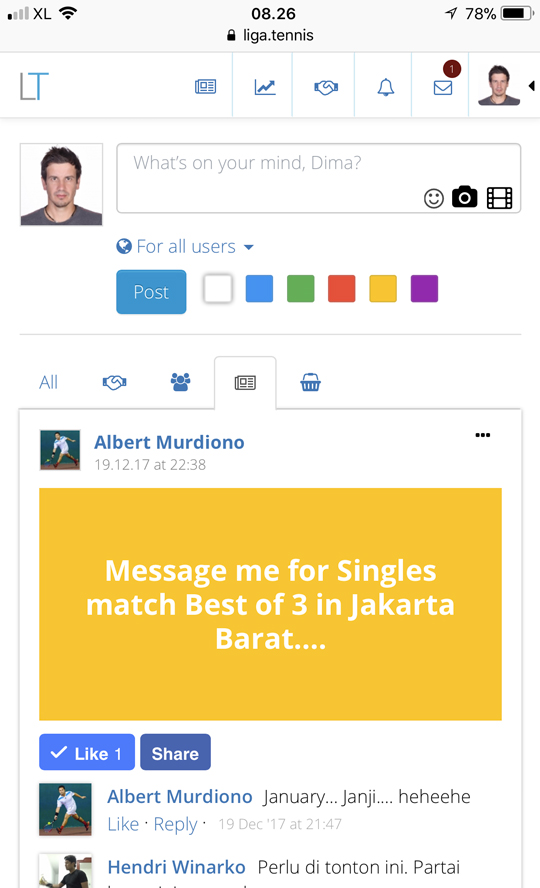 XL 08.26 78%
liga.tennis
LT 1
What's on your mind, Dima?
For all users
Post
All
Albert Murdiono
19.12.17 at 22:38
Message me for Singles
match Best of 3 in Jakarta
Barat....
Like 1 Share
Albert Murdiono January... Janji.... heheehe
Like · Reply · 19 Dec '17 at 21:47
Hendri Winarko Perlu di tonton ini. Partai